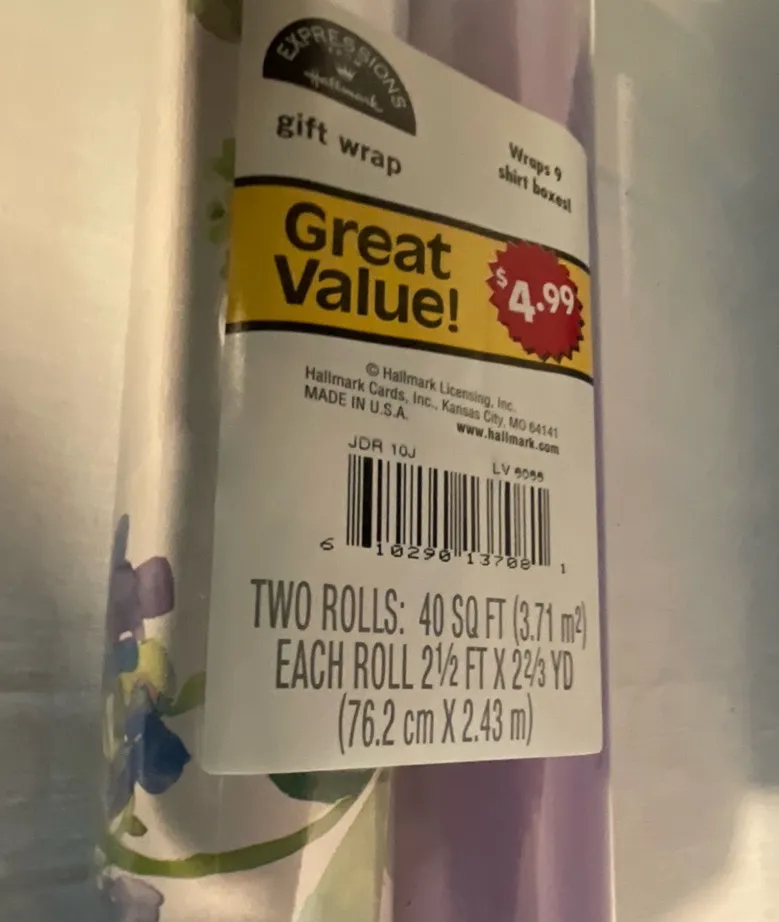 EXPRESSIONS
Hallmark
gift wrap
Wraps 9
shirt boxes!
Great
Value!
$4.99
© Hallmark Licensing, Inc.
Hallmark Cards, Inc., Kansas City, MO 64141
MADE IN U.S.A.
www.hallmark.com
JDR 10J
LV
6 10290 13708 1
TWO ROLLS: 40 SQ FT (3.71 m²)
EACH ROLL 2½ FT X 2⅔ YD
(76.2 cm X 2.43 m)